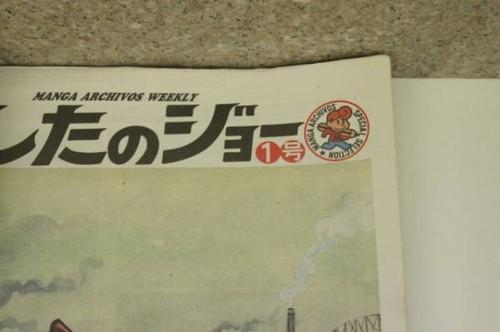 MANGA ARCHIVOS WEEKLY
したのジョー
1号
MANGA ARCHIVOS SPECIAL SELECTION